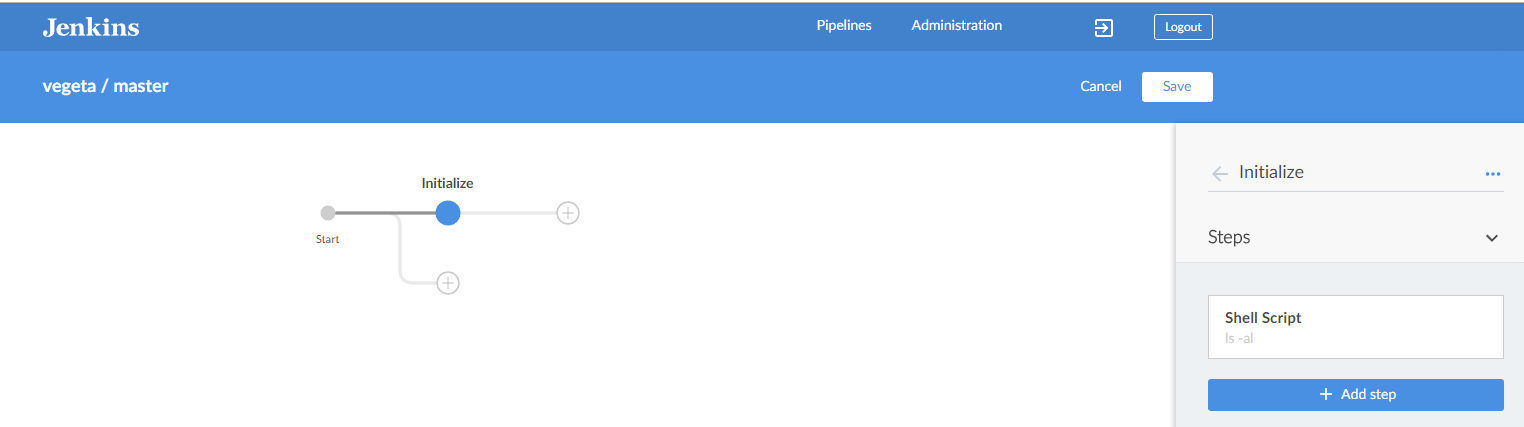 Jenkins
Pipelines
Administration
Logout
vegeta / master
Cancel
Save
Initialize
Start
Initialize
Steps
Shell Script
ls -al
Add step